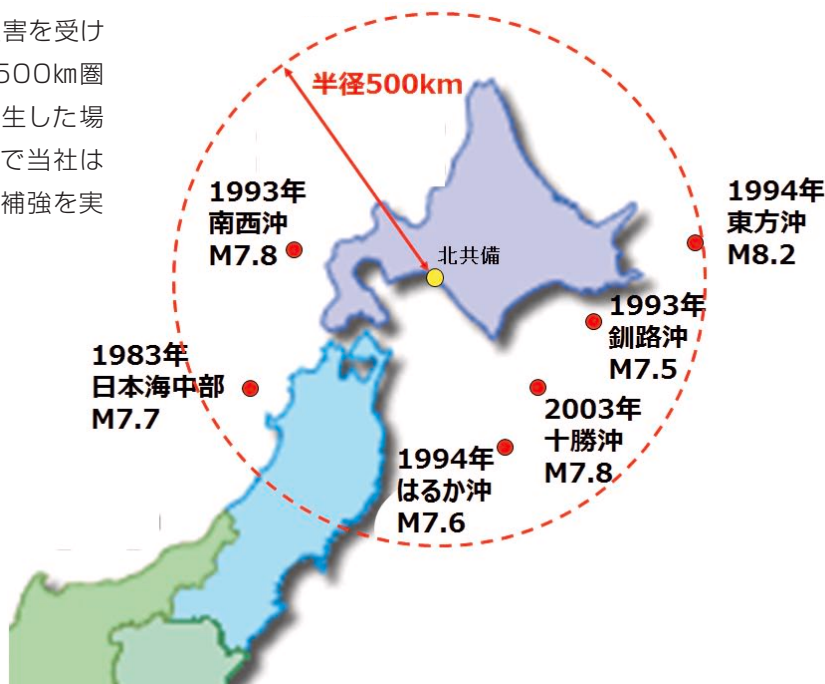 害を受け
500㎞圏
生した場
で当社は
補強を実
半径500km
1993年
南西沖
M7.8
1994年
東方沖
M8.2
北共備
1993年
釧路沖
M7.5
1983年
日本海中部
M7.7
2003年
十勝沖
M7.8
1994年
はるか沖
M7.6